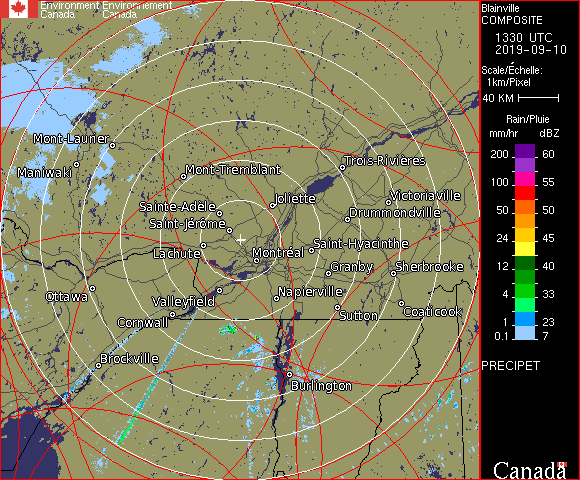 Environment Environnement
Canada Canada
Blainville
COMPOSITE
1330 UTC
2019-09-10
Scale/Échelle:
1km/Pixel
40 KM
Rain/Pluie
mm/hr dBZ
200 60
150 57
100 55
50 50
24 45
12 40
4 33
1 23
0.1 7
PRECIPET
Canada
Mont-Laurier
Maniwaki
Mont-Tremblant
Trois-Rivières
Joliette
Victoriaville
Sainte-Adèle
Drummondville
Saint-Jérôme
Saint-Hyacinthe
Lachute
Montréal
Granby
Sherbrooke
Ottawa
Napierville
Valleyfield
Coaticook
Sutton
Cornwall
Brockville
Burlington